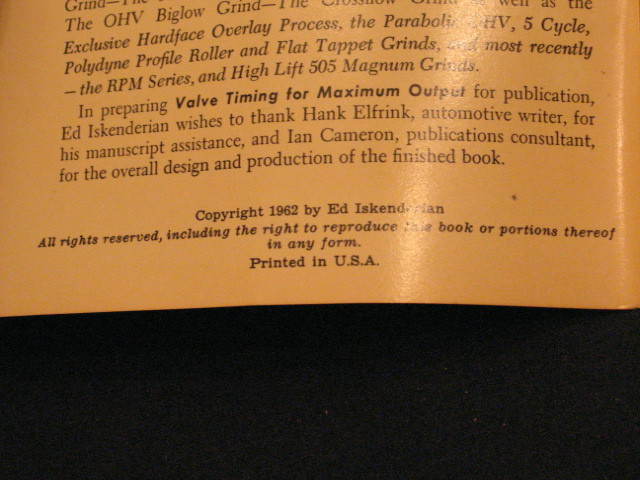 Grind—The
The OHV Biglow Grind—The Crossflow Grind as well as the
Exclusive Hardface Overlay Process, the Parabolic OHV, 5 Cycle,
Polydyne Profile Roller and Flat Tappet Grinds, and most recently
— the RPM Series, and High Lift 505 Magnum Grinds.
In preparing Valve Timing for Maximum Output for publication,
Ed Iskenderian wishes to thank Hank Elfrink, automotive writer, for
his manuscript assistance, and Ian Cameron, publications consultant,
for the overall design and production of the finished book.
Copyright 1962 by Ed Iskenderian
All rights reserved, including the right to reproduce this book or portions thereof
in any form.
Printed in U.S.A.